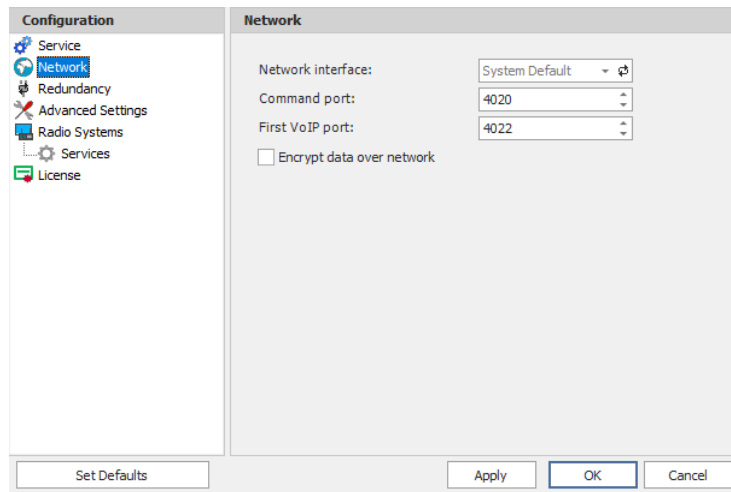 Configuration
Service
Network
Redundancy
Advanced Settings
Radio Systems
Services
License
Network
Network interface: System Default
Command port: 4020
First VoIP port: 4022
Encrypt data over network
Set Defaults
Apply OK Cancel